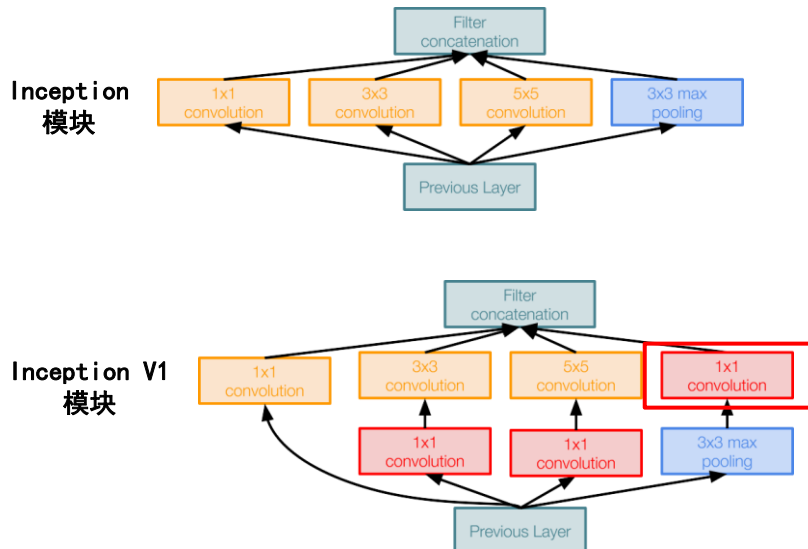 Filter
concatenation
Inception
模块
1x1
convolution
3x3
convolution
5x5
convolution
3x3 max
pooling
Previous Layer
Filter
concatenation
Inception V1
模块
1x1
convolution
3x3
convolution
5x5
convolution
1x1
convolution
1x1
convolution
1x1
convolution
3x3 max
pooling
Previous Layer